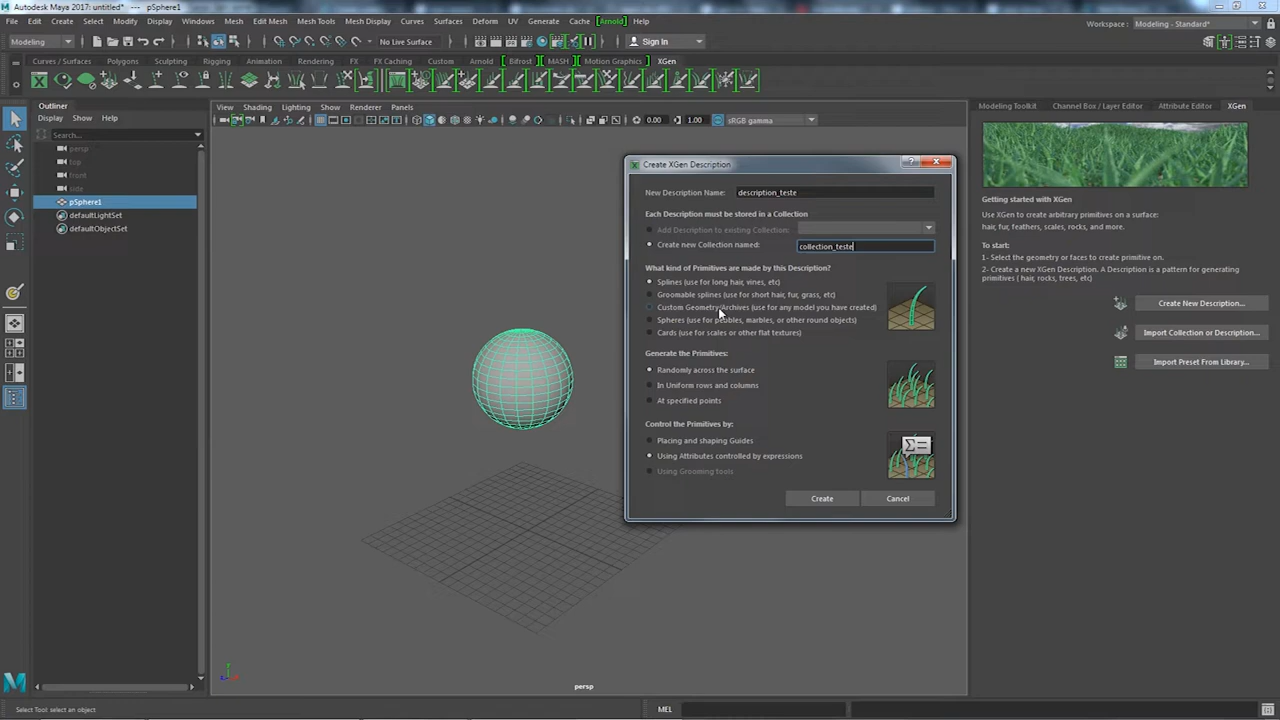 Autodesk Maya 2017: untitled* - pSphere1
File Edit Create Select Modify Display Windows Mesh Edit Mesh Mesh Tools Mesh Display Curves Surfaces Deform UV Generate Cache [Arnold] Help
Workspace : Modeling - Standard*
Modeling No Live Surface Sign In
Curves / Surfaces Polygons Sculpting Rigging Animation Rendering FX FX Caching Custom Arnold Bifrost MASH Motion Graphics XGen
Outliner
Display Show Help
Search...
persp
top
front
side
pSphere1
defaultLightSet
defaultObjectSet
View Shading Lighting Show Renderer Panels
0.00 1.00 sRGB gamma
persp
Create XGen Description
New Description Name: description_teste
Each Description must be stored in a Collection
Add Description to existing Collection:
Create new Collection named: collection_teste
What kind of Primitives are made by this Description?
Splines (use for long hair, vines, etc)
Groomable splines (use for short hair, fur, grass, etc)
Custom Geometry/Archives (use for any model you have created)
Spheres (use for pebbles, marbles, or other round objects)
Cards (use for scales or other flat textures)
Generate the Primitives:
Randomly across the surface
In Uniform rows and columns
At specified points
Control the Primitives by:
Placing and shaping Guides
Using Attributes controlled by expressions
Using Grooming tools
Σ=
Create Cancel
Modeling Toolkit Channel Box / Layer Editor Attribute Editor XGen
Getting started with XGen
Use XGen to create arbitrary primitives on a surface:
hair, fur, feathers, scales, rocks, and more.
To start:
1- Select the geometry or faces to create primitive on.
2- Create a new XGen Description. A Description is a pattern for generating
primitives ( hair, rocks, trees, etc)
Create New Description...
Import Collection or Description...
Import Preset From Library...
Select Tool: select an object
MEL